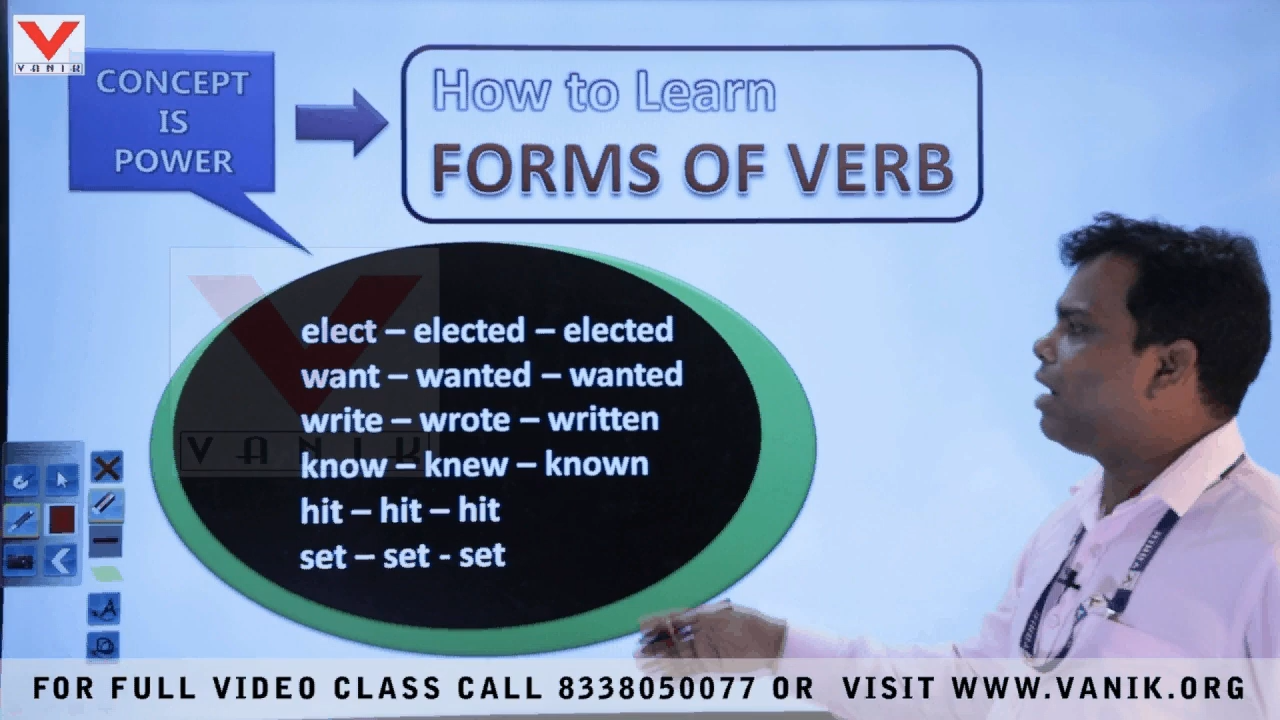 VANIK
CONCEPT
IS
POWER
How to Learn
FORMS OF VERB
elect – elected – elected
want – wanted – wanted
write – wrote – written
know – knew – known
hit – hit – hit
set – set - set
VANIK
FOR FULL VIDEO CLASS CALL 8338050077 OR VISIT WWW.VANIK.ORG